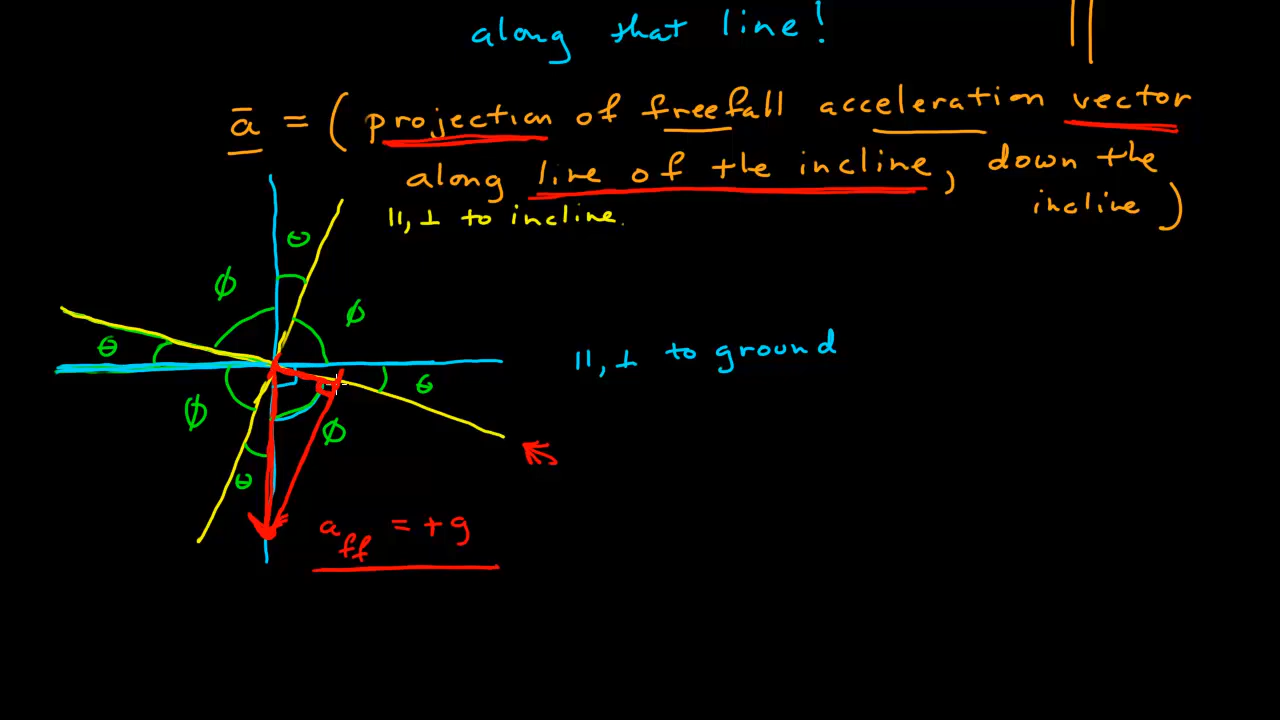 along that line!
a̅ = ( projection of freefall acceleration vector
along line of the incline, down the
incline )
||, ⊥ to incline.
θ
ϕ
ϕ
θ
||, ⊥ to ground
θ
ϕ
ϕ
θ
a_ff = +g